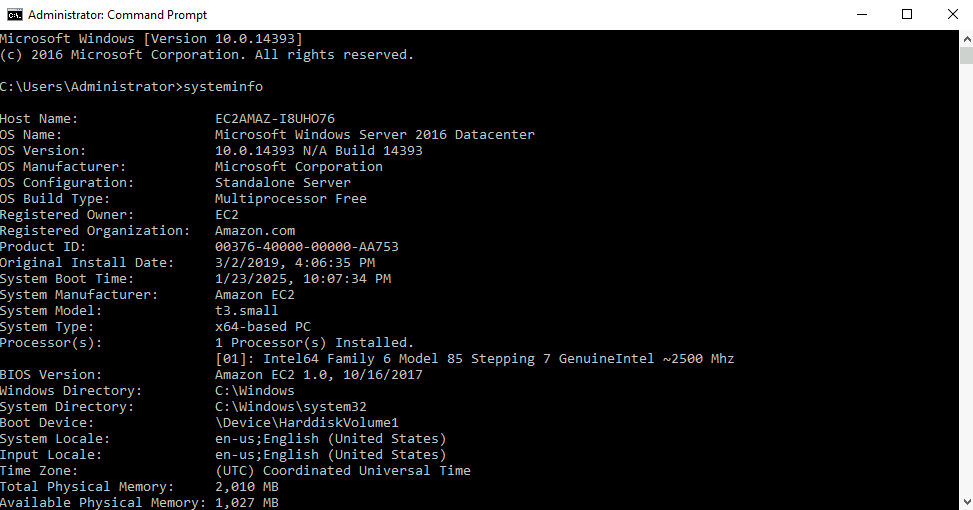 Administrator: Command Prompt
Microsoft Windows [Version 10.0.14393]
(c) 2016 Microsoft Corporation. All rights reserved.
C:\Users\Administrator>systeminfo
Host Name: EC2AMAZ-I8UHO76
OS Name: Microsoft Windows Server 2016 Datacenter
OS Version: 10.0.14393 N/A Build 14393
OS Manufacturer: Microsoft Corporation
OS Configuration: Standalone Server
OS Build Type: Multiprocessor Free
Registered Owner: EC2
Registered Organization: Amazon.com
Product ID: 00376-40000-00000-AA753
Original Install Date: 3/2/2019, 4:06:35 PM
System Boot Time: 1/23/2025, 10:07:34 PM
System Manufacturer: Amazon EC2
System Model: t3.small
System Type: x64-based PC
Processor(s): 1 Processor(s) Installed.
[01]: Intel64 Family 6 Model 85 Stepping 7 GenuineIntel ~2500 Mhz
BIOS Version: Amazon EC2 1.0, 10/16/2017
Windows Directory: C:\Windows
System Directory: C:\Windows\system32
Boot Device: \Device\HarddiskVolume1
System Locale: en-us;English (United States)
Input Locale: en-us;English (United States)
Time Zone: (UTC) Coordinated Universal Time
Total Physical Memory: 2,010 MB
Available Physical Memory: 1,027 MB